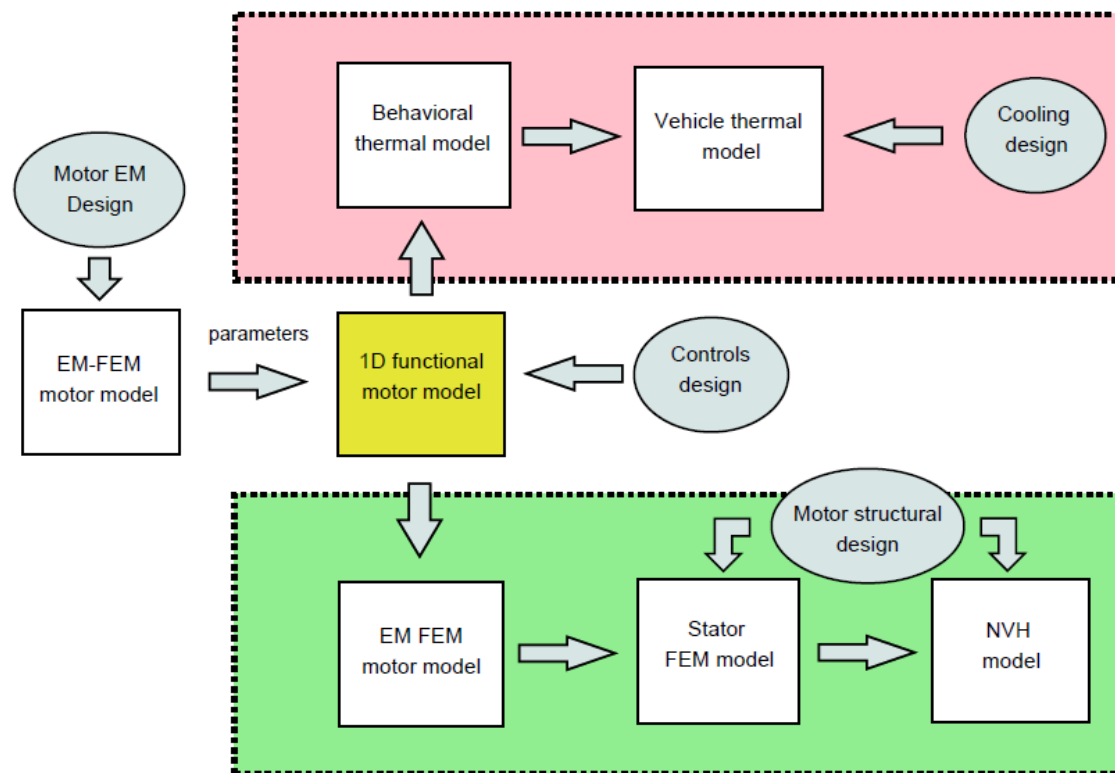 Behavioral
thermal model
Vehicle thermal
model
Cooling
design
Motor EM
Design
EM-FEM
motor model
parameters
1D functional
motor model
Controls
design
Motor structural
design
EM FEM
motor model
Stator
FEM model
NVH
model